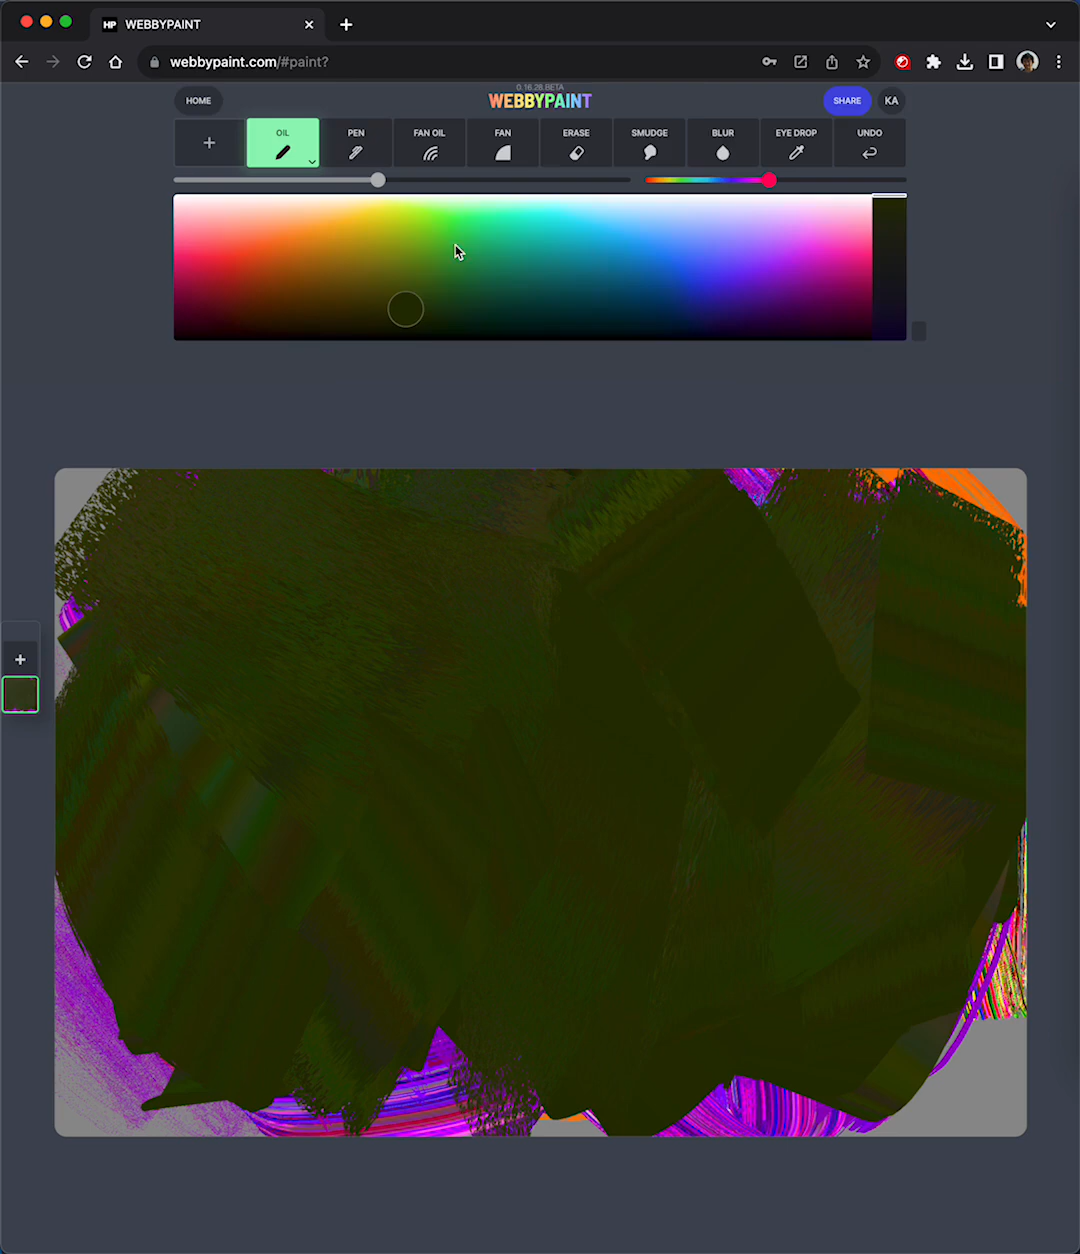 HP WEBBYPAINT
webbypaint.com/#paint?
HOME
0.16.28.BETA
WEBBYPAINT
SHARE
KA
OIL
PEN
FAN OIL
FAN
ERASE
SMUDGE
BLUR
EYE DROP
UNDO